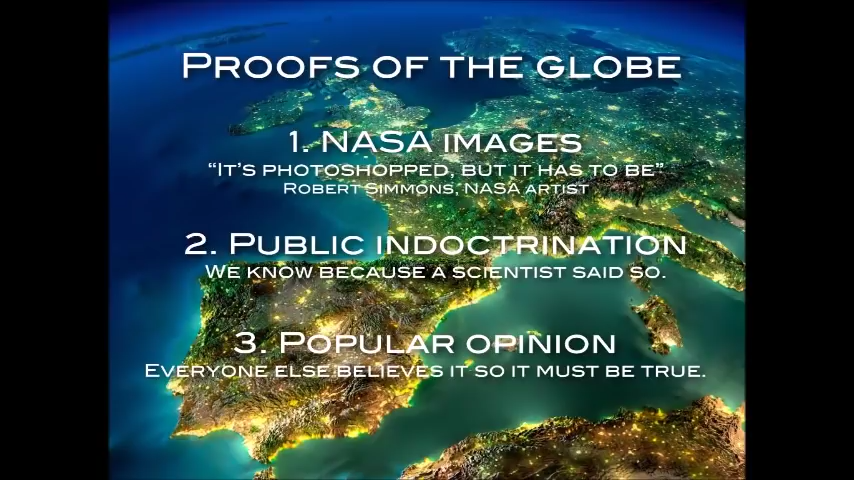 Proofs of the globe
1. NASA images
"It's photoshopped, but it has to be"
Robert Simmons, NASA artist
2. Public indoctrination
We know because a scientist said so.
3. Popular opinion
Everyone else believes it so it must be true.